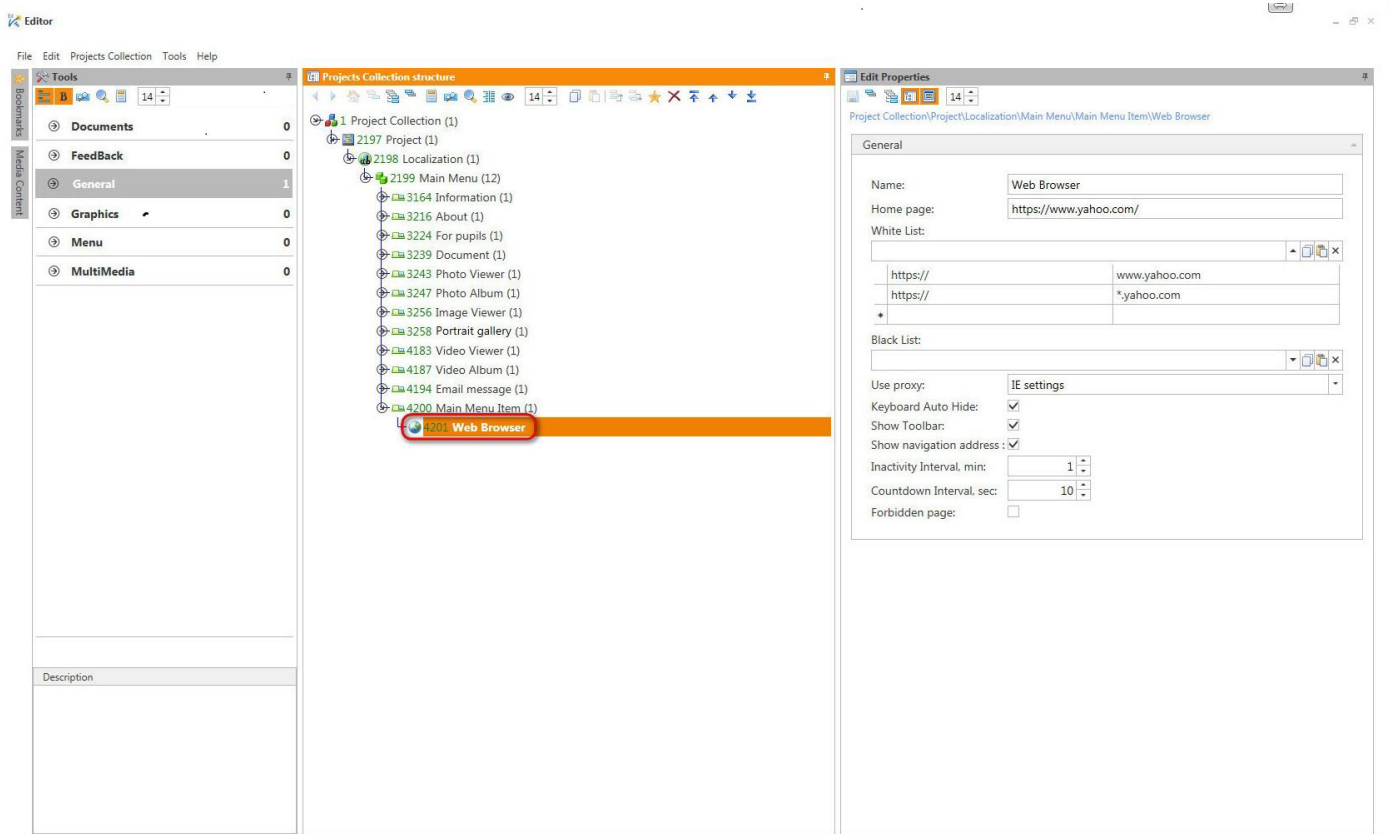 Editor
File Edit Projects Collection Tools Help
Bookmarks
Media Content
Tools
B 14
Documents 0
FeedBack 0
General 1
Graphics 0
Menu 0
MultiMedia 0
Description
Projects Collection structure
14
1 Project Collection (1)
2197 Project (1)
2198 Localization (1)
2199 Main Menu (12)
3164 Information (1)
3216 About (1)
3224 For pupils (1)
3239 Document (1)
3243 Photo Viewer (1)
3247 Photo Album (1)
3256 Image Viewer (1)
3258 Portrait gallery (1)
4183 Video Viewer (1)
4187 Video Album (1)
4194 Email message (1)
4200 Main Menu Item (1)
4201 Web Browser
Edit Properties
14
Project Collection\Project\Localization\Main Menu\Main Menu Item\Web Browser
General
Name: Web Browser
Home page: https://www.yahoo.com/
White List:
https:// www.yahoo.com
https:// *.yahoo.com
*
Black List:
Use proxy: IE settings
Keyboard Auto Hide:
Show Toolbar:
Show navigation address :
Inactivity Interval, min: 1
Countdown Interval, sec: 10
Forbidden page: